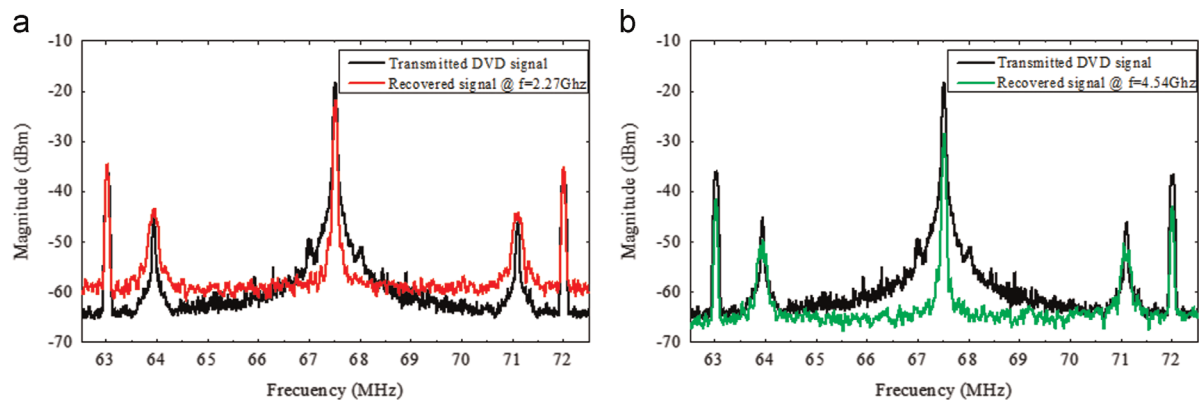 a
-10
-20
-30
-40
-50
-60
-70
Magnitude (dBm)
63 64 65 66 67 68 69 70 71 72
Frecuency (MHz)
Transmitted DVD signal
Recovered signal @ f=2.27Ghz
b
-10
-20
-30
-40
-50
-60
-70
Magnitude (dBm)
63 64 65 66 67 68 69 70 71 72
Frecuency (MHz)
Transmitted DVD signal
Recovered signal @ f=4.54Ghz